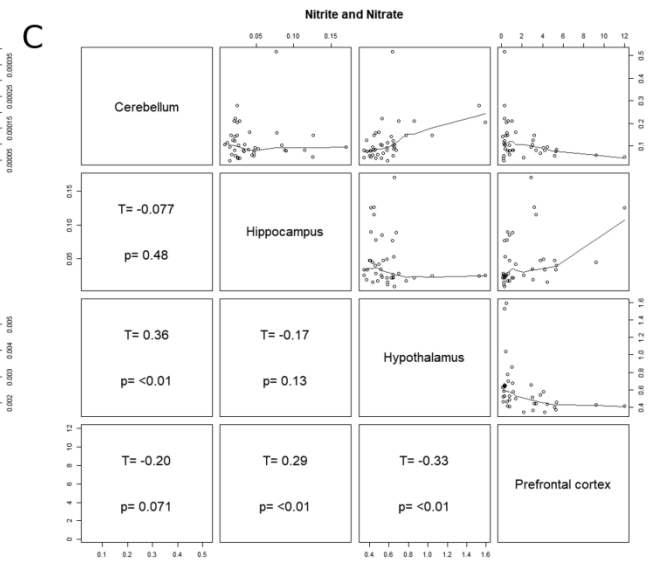 Nitrite and Nitrate
C
0.05 0.10 0.15 0 2 4 6 8 10 12
0.00005 0.00015 0.00025 0.00035
Cerebellum
0.1 0.2 0.3 0.4 0.5
0.05 0.10 0.15
T= -0.077
Hippocampus
p= 0.48
0.002 0.003 0.004 0.005
T= 0.36 T= -0.17
Hypothalamus
p= <0.01 p= 0.13
0.4 0.6 0.8 1.0 1.2 1.4 1.6
0 2 4 6 8 10 12
T= -0.20 T= 0.29 T= -0.33
Prefrontal cortex
p= 0.071 p= <0.01 p= <0.01
0.1 0.2 0.3 0.4 0.5 0.4 0.6 0.8 1.0 1.2 1.4 1.6